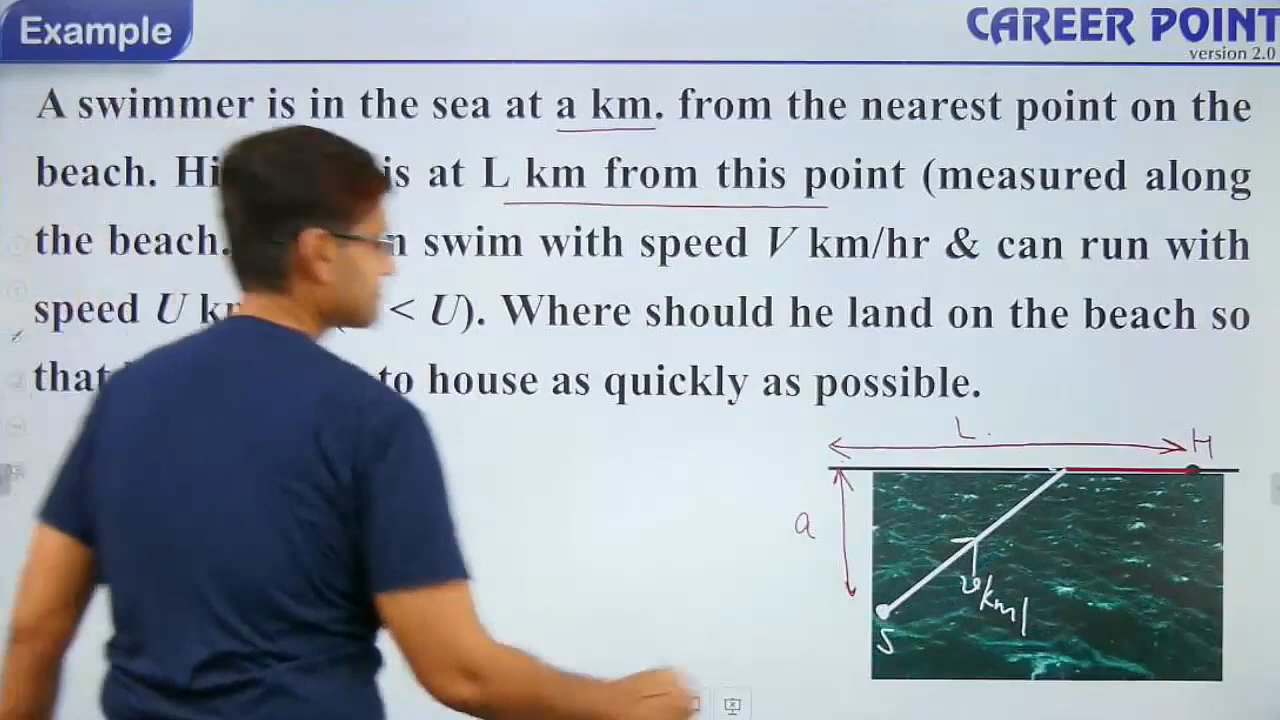 Example
CAREER POINT
version 2.0
A swimmer is in the sea at a km. from the nearest point on the
beach. Hi is at L km from this point (measured along
the beach. n swim with speed V km/hr & can run with
speed U k < U). Where should he land on the beach so
that to house as quickly as possible.
L
H
a
v km/
S